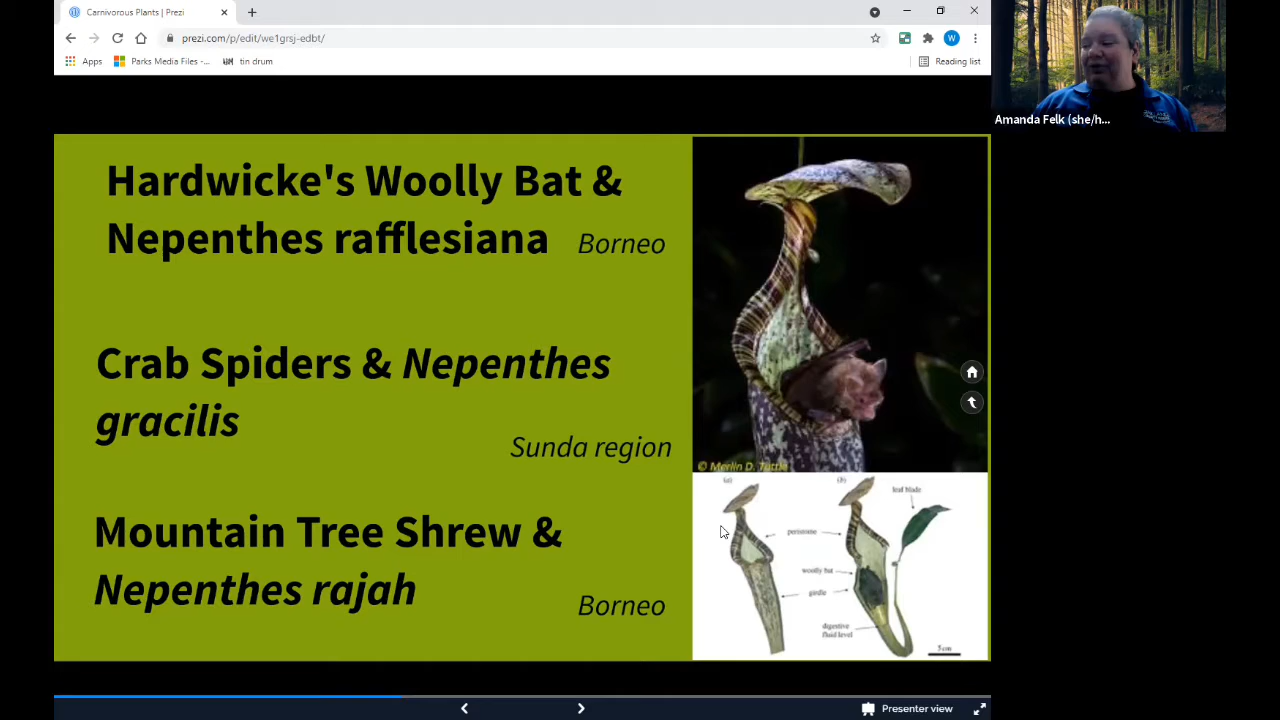 Carnivorous Plants | Prezi
prezi.com/p/edit/we1grsj-edbt/
W
Apps
Parks Media Files -...
tin drum
Reading list
Amanda Felk (she/h...
Hardwicke's Woolly Bat &
Nepenthes rafflesiana Borneo
Crab Spiders & Nepenthes
gracilis
Sunda region
Mountain Tree Shrew &
Nepenthes rajah
Borneo
© Merlin D. Tuttle
(a)
(b)
leaf blade
peristome
woolly bat
girdle
digestive
fluid level
5 cm
Presenter view